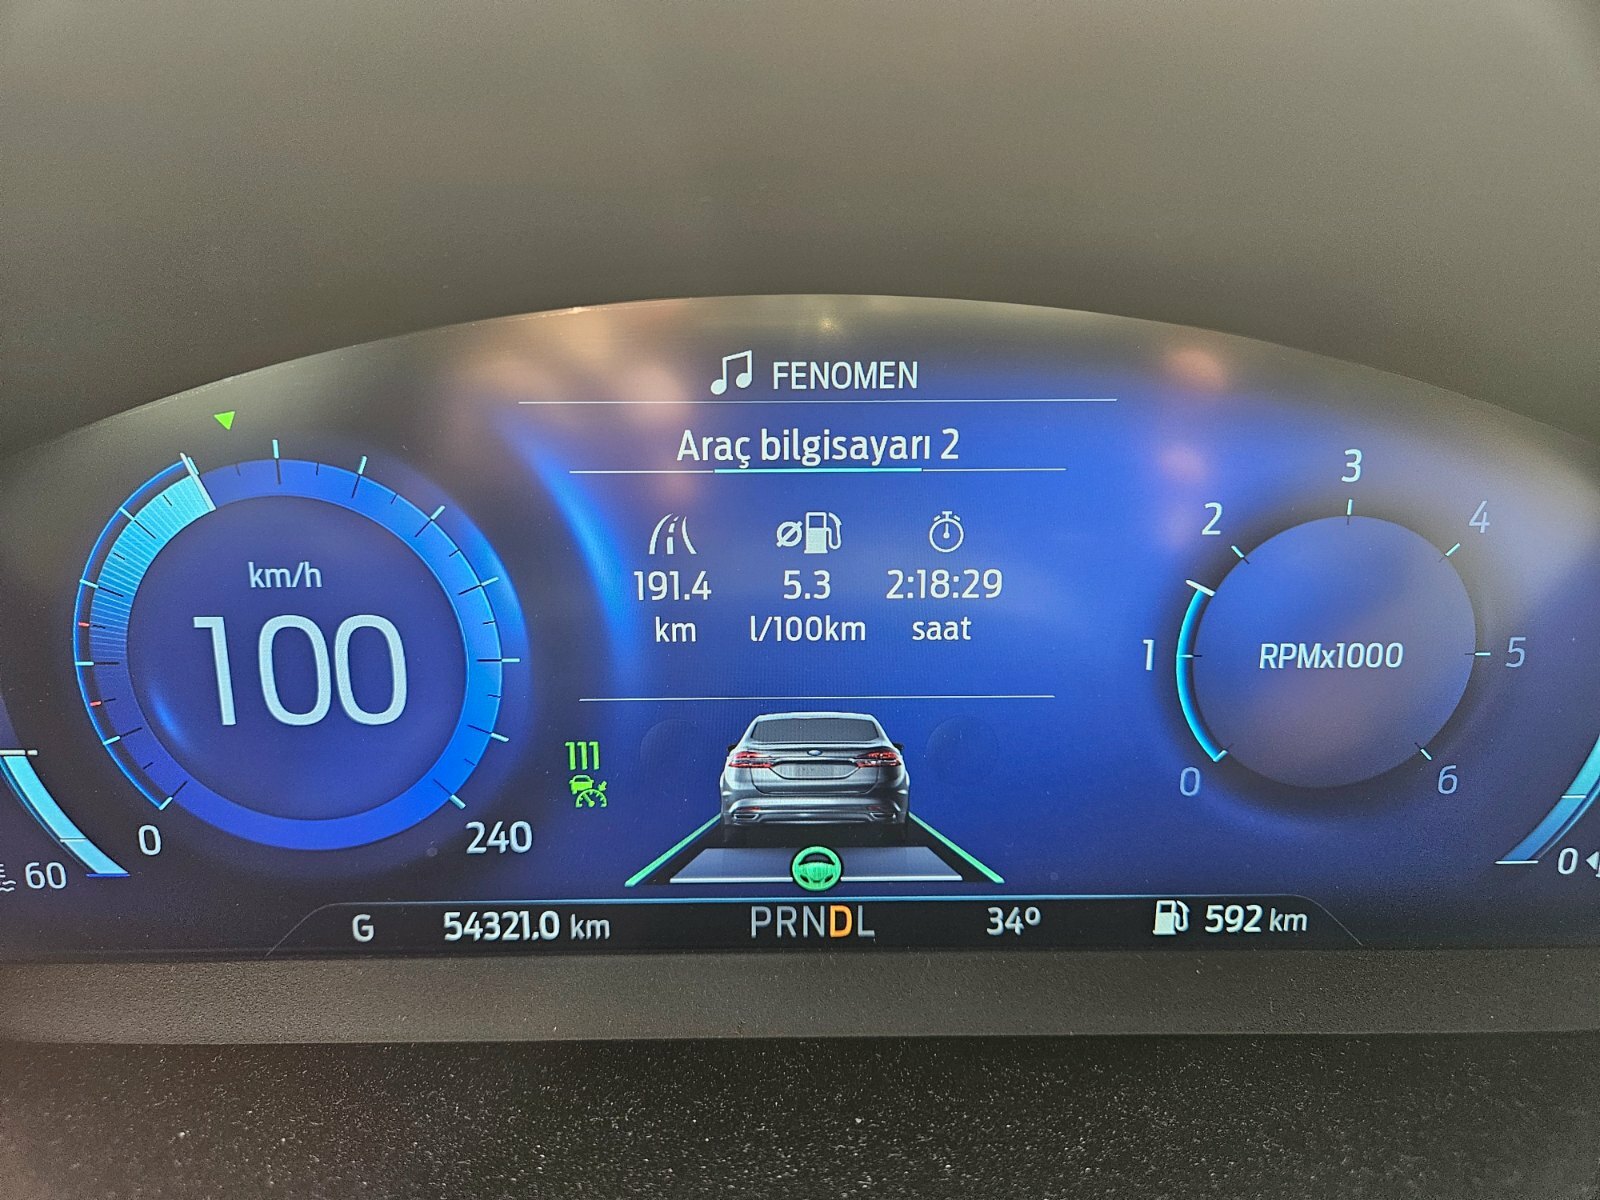 FENOMEN
Araç bilgisayarı 2
191.4 5.3 2:18:29
km l/100km saat
km/h
100
0 240
60
111
0 1 2 3 4 5 6
RPMx1000
0
G 54321.0 km PRNDL 34º 592 km